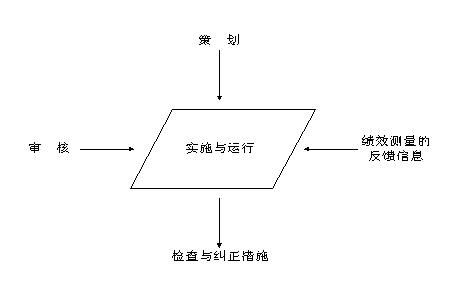 策 划
审 核
实施与运行
绩效测量的
反馈信息
检查与纠正措施